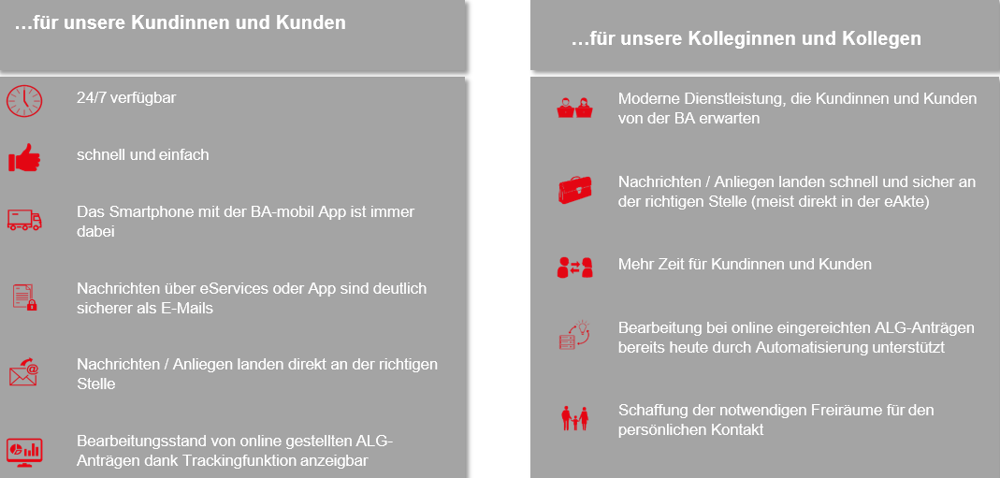 …für unsere Kundinnen und Kunden
24/7 verfügbar
schnell und einfach
Das Smartphone mit der BA-mobil App ist immer
dabei
Nachrichten über eServices oder App sind deutlich
sicherer als E-Mails
Nachrichten / Anliegen landen direkt an der richtigen
Stelle
Bearbeitungsstand von online gestellten ALG-
Anträgen dank Trackingfunktion anzeigbar
…für unsere Kolleginnen und Kollegen
Moderne Dienstleistung, die Kundinnen und Kunden
von der BA erwarten
Nachrichten / Anliegen landen schnell und sicher an
der richtigen Stelle (meist direkt in der eAkte)
Mehr Zeit für Kundinnen und Kunden
Bearbeitung bei online eingereichten ALG-Anträgen
bereits heute durch Automatisierung unterstützt
Schaffung der notwendigen Freiräume für den
persönlichen Kontakt